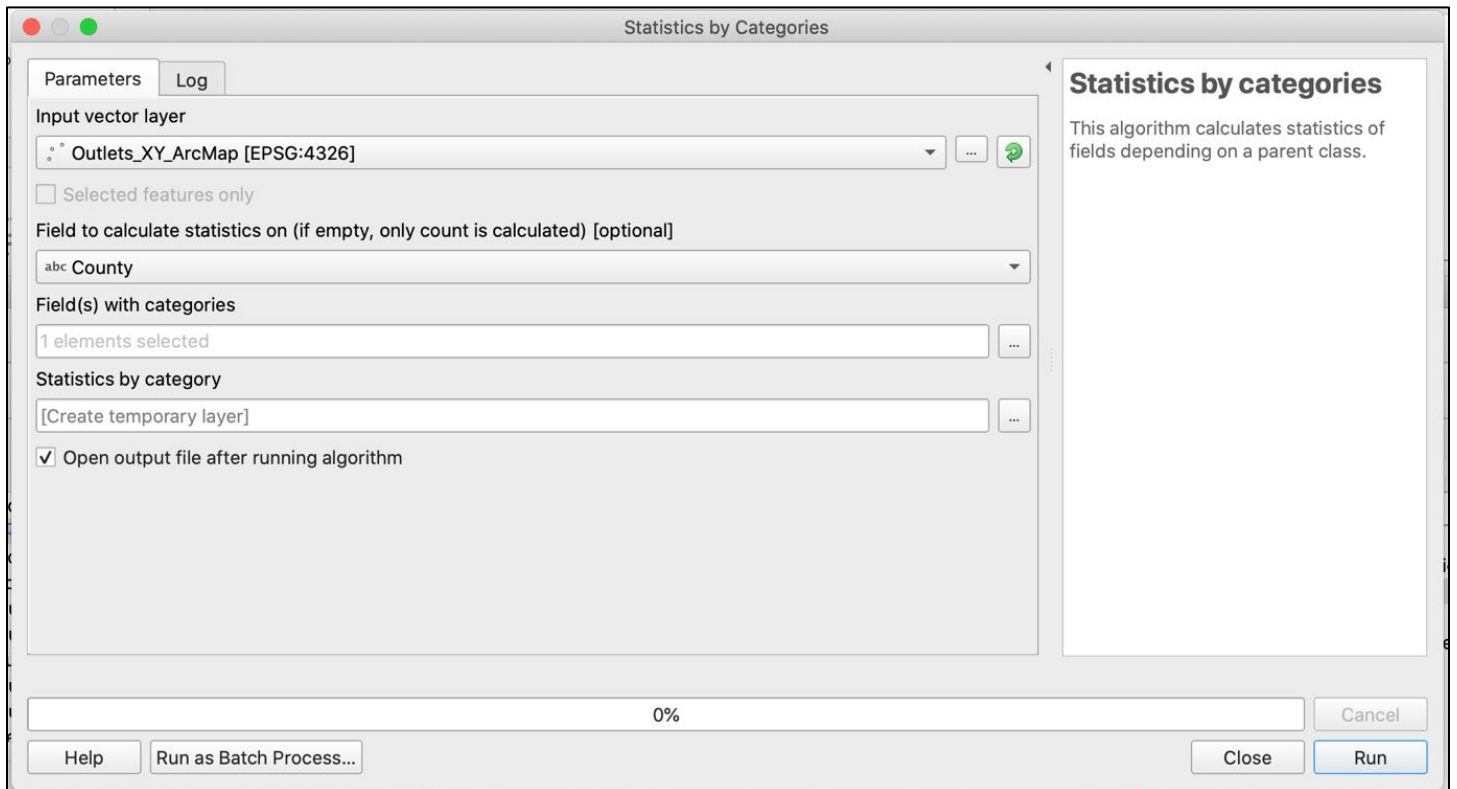 Statistics by Categories
Parameters
Log
Input vector layer
Outlets_XY_ArcMap [EPSG:4326]
...
Selected features only
Field to calculate statistics on (if empty, only count is calculated) [optional]
abc County
Field(s) with categories
1 elements selected
...
Statistics by category
[Create temporary layer]
...
Open output file after running algorithm
Statistics by categories
This algorithm calculates statistics of
fields depending on a parent class.
0%
Cancel
Help
Run as Batch Process...
Close
Run